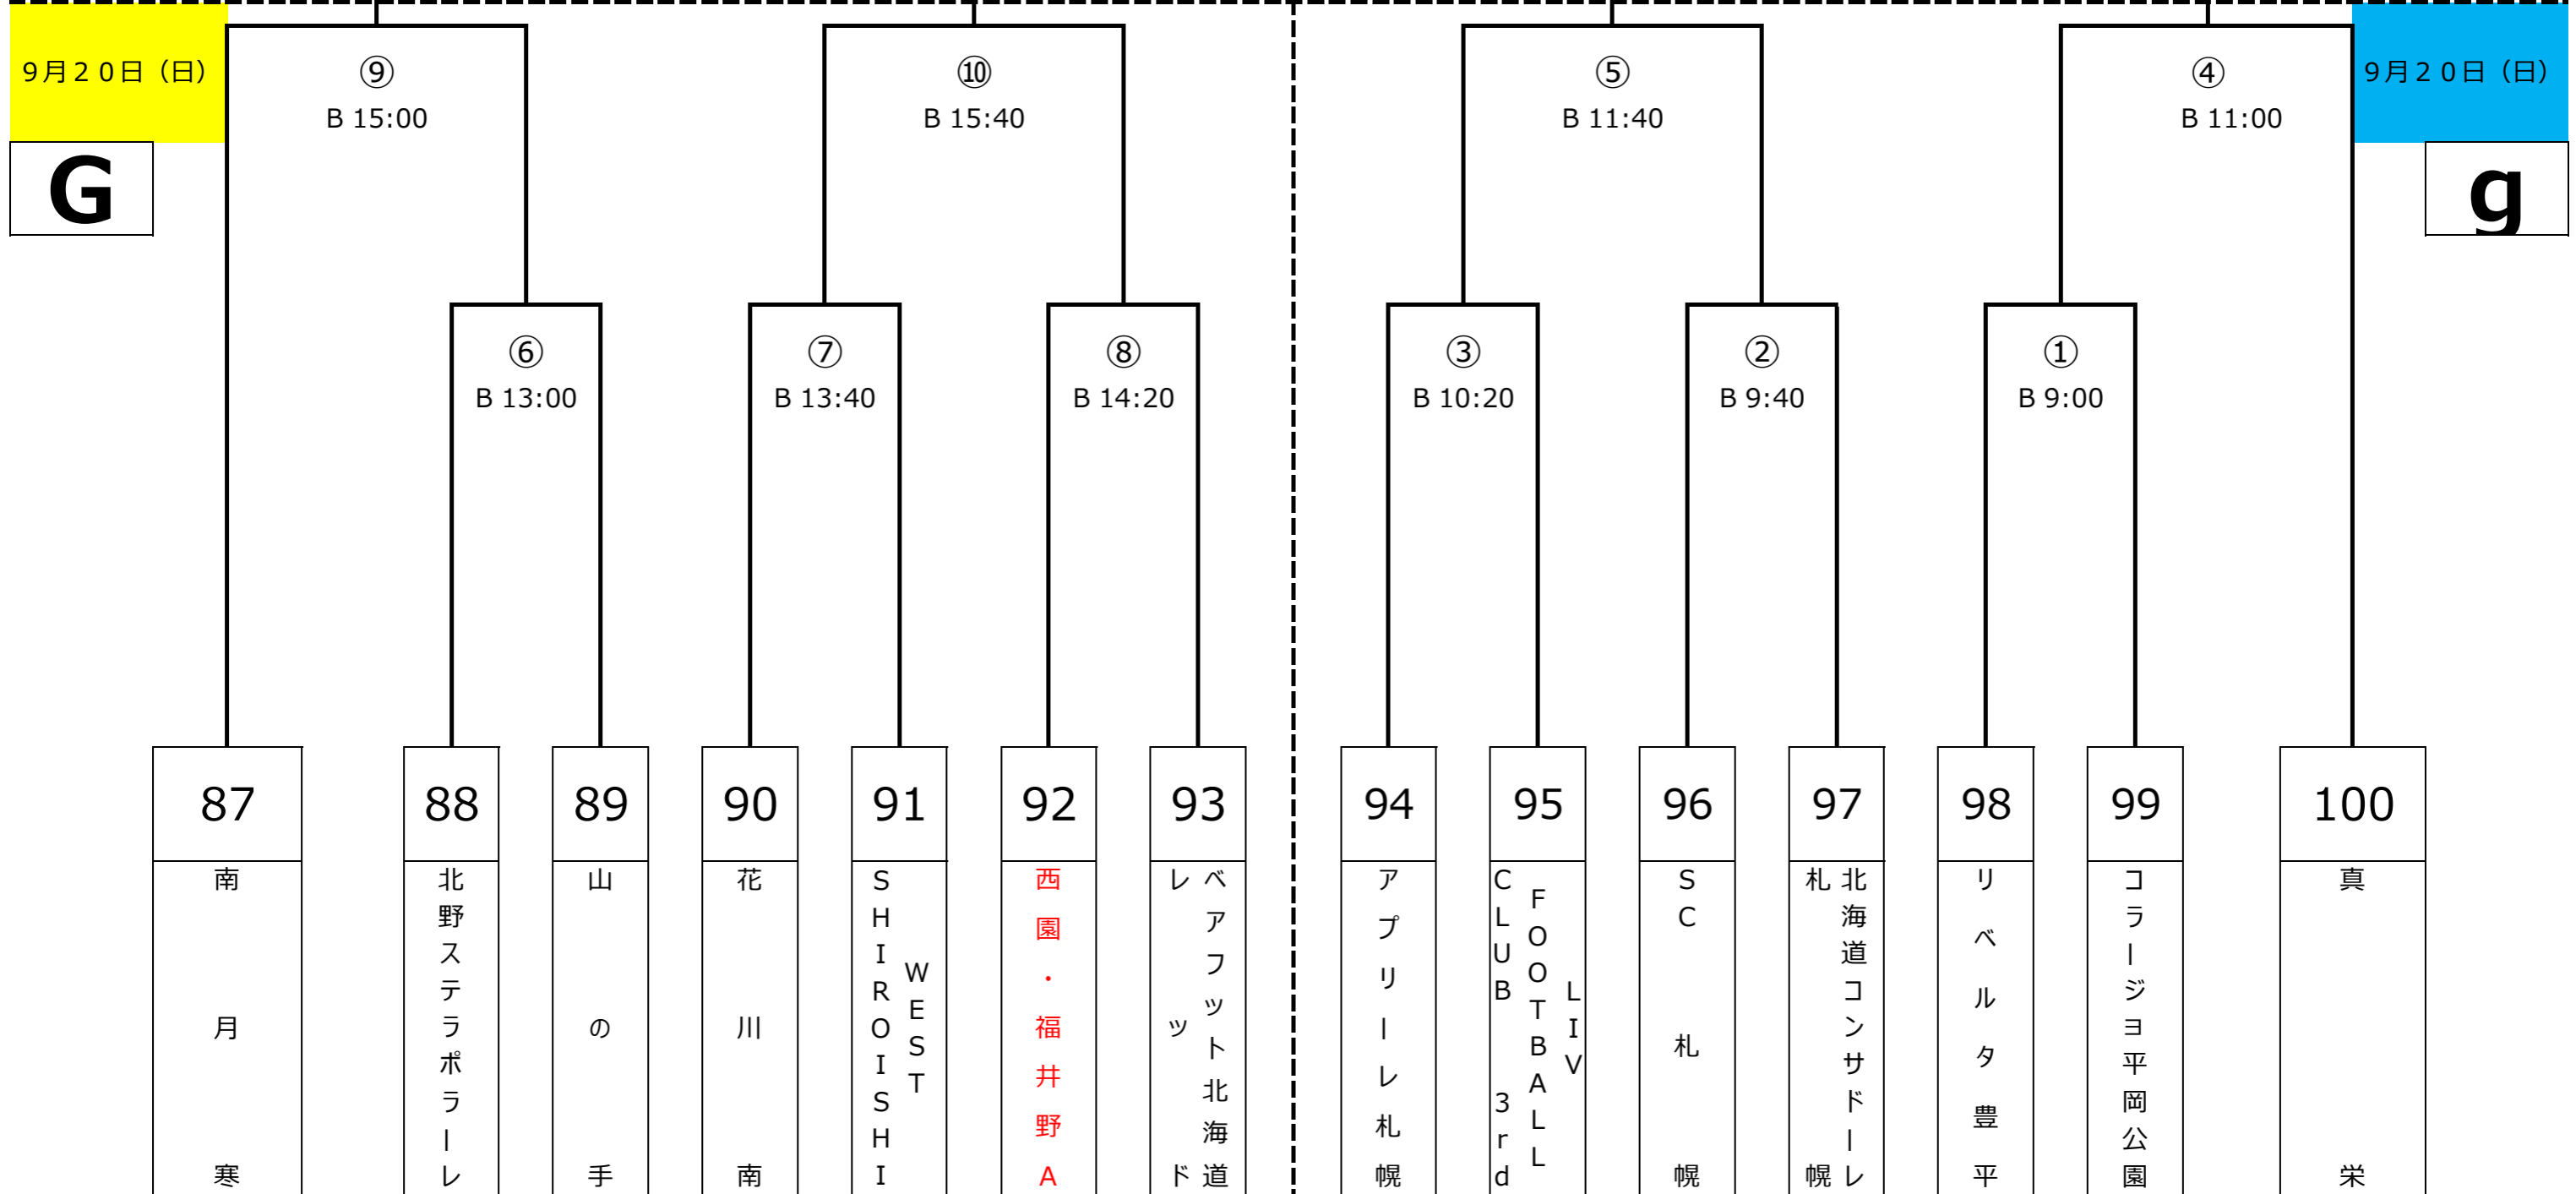 9月20日（日）
G
⑨
B 15:00
⑩
B 15:40
⑤
B 11:40
④
B 11:00
9月20日（日）
g
⑥
B 13:00
⑦
B 13:40
⑧
B 14:20
③
B 10:20
②
B 9:40
①
B 9:00
87
南月寒
88
北野ステラポラーレ
89
山の手
90
花川南
91
SHIROISHI
WEST
92
西園・福井野A
93
ベアフット北海道
レッド
94
アプリーレ札幌
95
LIV
FOOTBALL
CLUB 3rd
96
SC札幌
97
北海道コンサドーレ
札幌
98
リベルタ豊平
99
コラージョ平岡公園
100
真栄